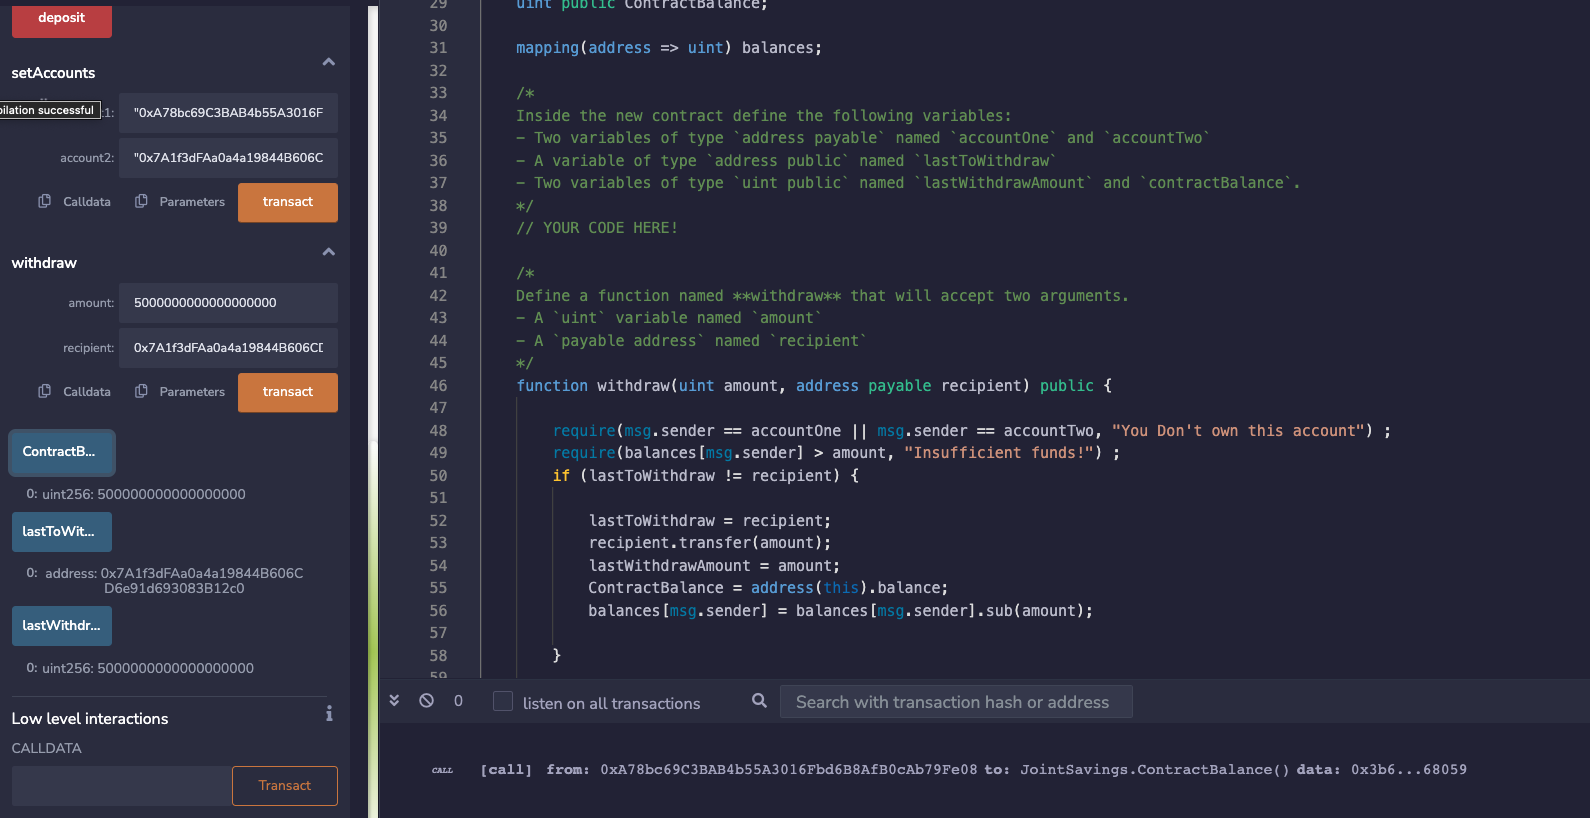 deposit
setAccounts
pilation successful
:1:
"0xA78bc69C3BAB4b55A3016F
account2:
"0x7A1f3dFAa0a4a19844B606C
Calldata
Parameters
transact
withdraw
amount:
5000000000000000000
recipient:
0x7A1f3dFAa0a4a19844B606CD
Calldata
Parameters
transact
ContractB...
0: uint256: 500000000000000000
lastToWit...
0: address: 0x7A1f3dFAa0a4a19844B606C
D6e91d693083B12c0
lastWithdr...
0: uint256: 5000000000000000000
Low level interactions
i
CALLDATA
Transact
29 uint public ContractBalance;
30
31 mapping(address => uint) balances;
32
33 /*
34 Inside the new contract define the following variables:
35 - Two variables of type `address payable` named `accountOne` and `accountTwo`
36 - A variable of type `address public` named `lastToWithdraw`
37 - Two variables of type `uint public` named `lastWithdrawAmount` and `contractBalance`.
38 */
39 // YOUR CODE HERE!
40
41 /*
42 Define a function named **withdraw** that will accept two arguments.
43 - A `uint` variable named `amount`
44 - A `payable address` named `recipient`
45 */
46 function withdraw(uint amount, address payable recipient) public {
47
48 require(msg.sender == accountOne || msg.sender == accountTwo, "You Don't own this account") ;
49 require(balances[msg.sender] > amount, "Insufficient funds!") ;
50 if (lastToWithdraw != recipient) {
51
52 lastToWithdraw = recipient;
53 recipient.transfer(amount);
54 lastWithdrawAmount = amount;
55 ContractBalance = address(this).balance;
56 balances[msg.sender] = balances[msg.sender].sub(amount);
57
58 }
59
0
listen on all transactions
Search with transaction hash or address
CALL [call] from: 0xA78bc69C3BAB4b55A3016Fbd6B8AfB0cAb79Fe08 to: JointSavings.ContractBalance() data: 0x3b6...68059